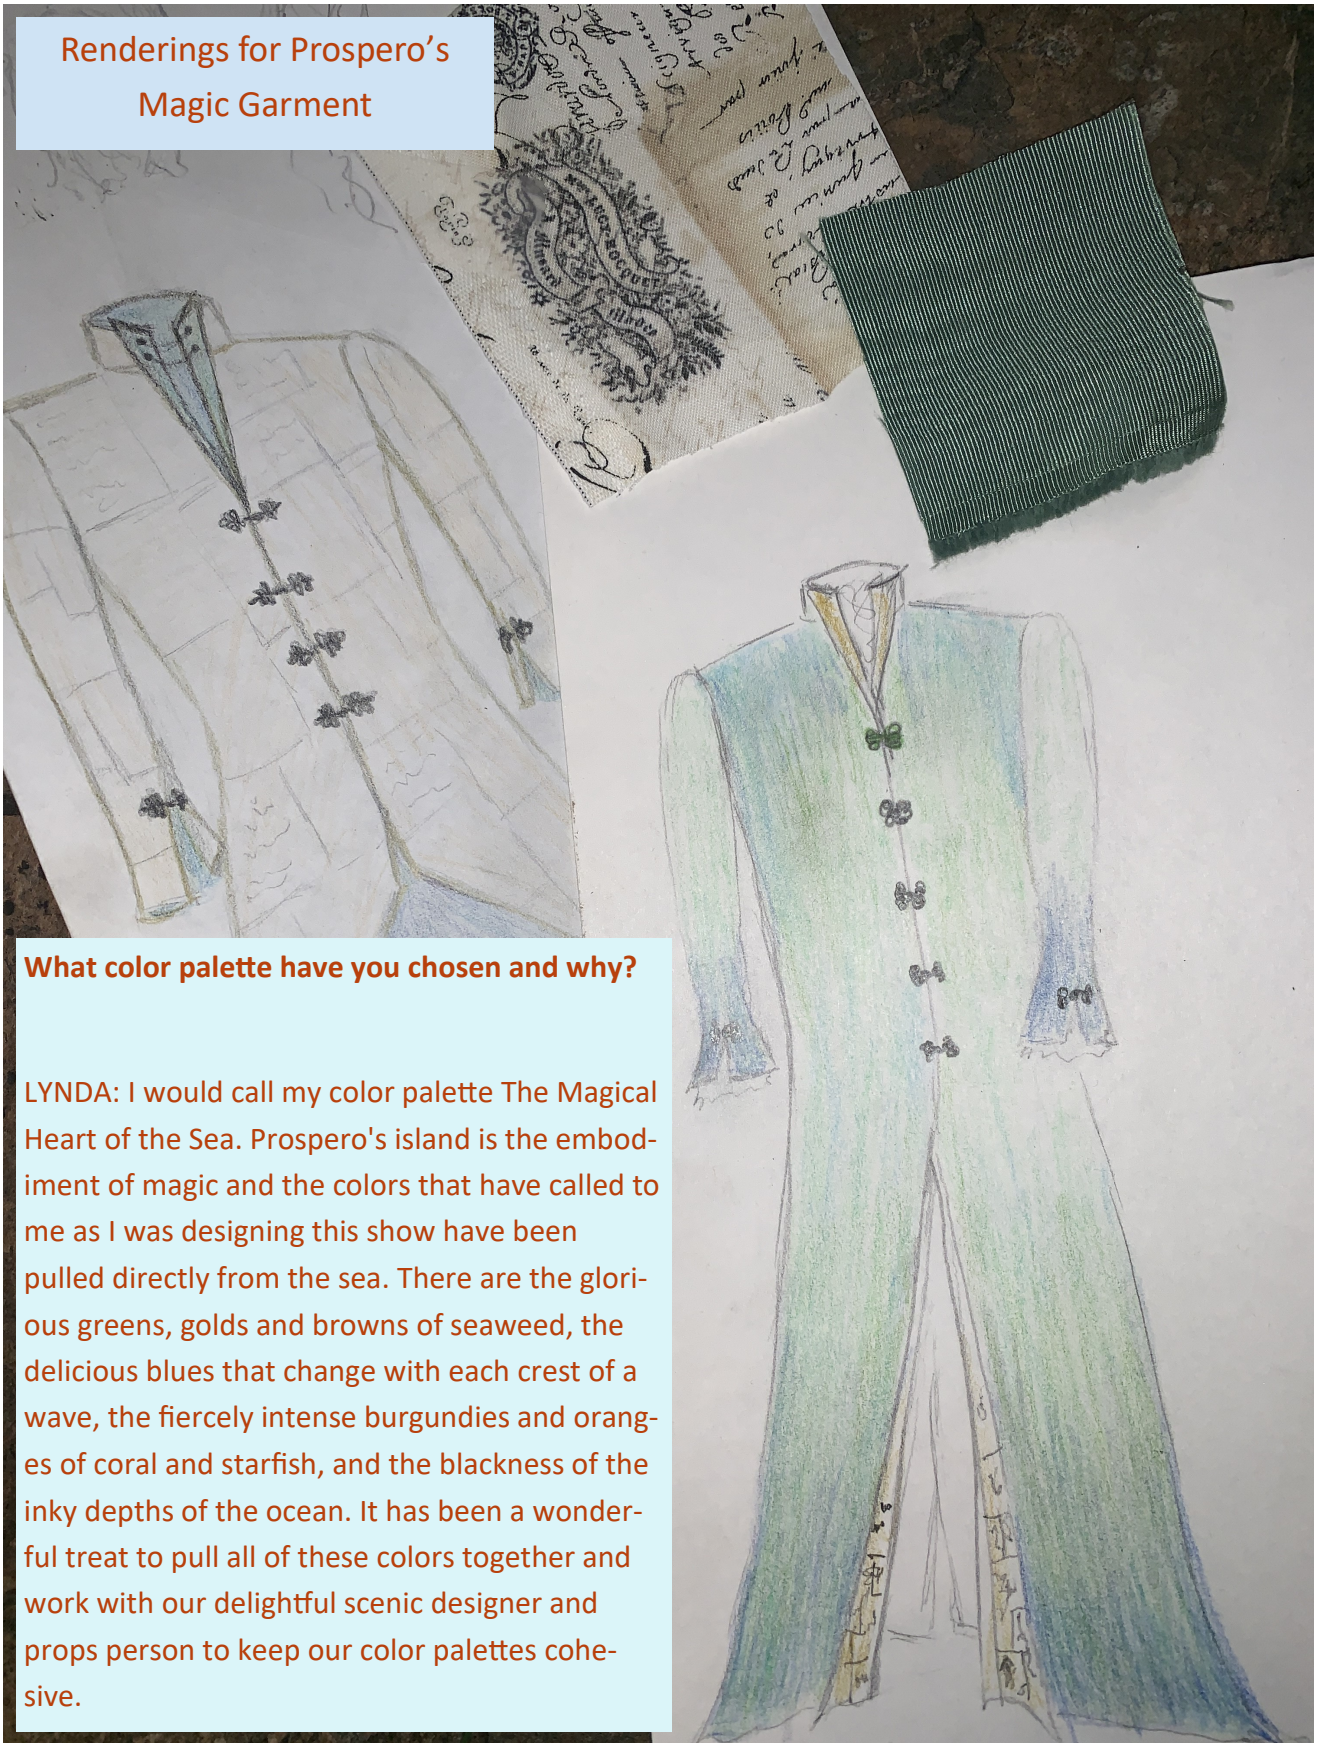 Renderings for Prospero’s
Magic Garment
What color palette have you chosen and why?
LYNDA: I would call my color palette The Magical
Heart of the Sea. Prospero's island is the embod-
iment of magic and the colors that have called to
me as I was designing this show have been
pulled directly from the sea. There are the glori-
ous greens, golds and browns of seaweed, the
delicious blues that change with each crest of a
wave, the fiercely intense burgundies and orang-
es of coral and starfish, and the blackness of the
inky depths of the ocean. It has been a wonder-
ful treat to pull all of these colors together and
work with our delightful scenic designer and
props person to keep our color palettes cohe-
sive.